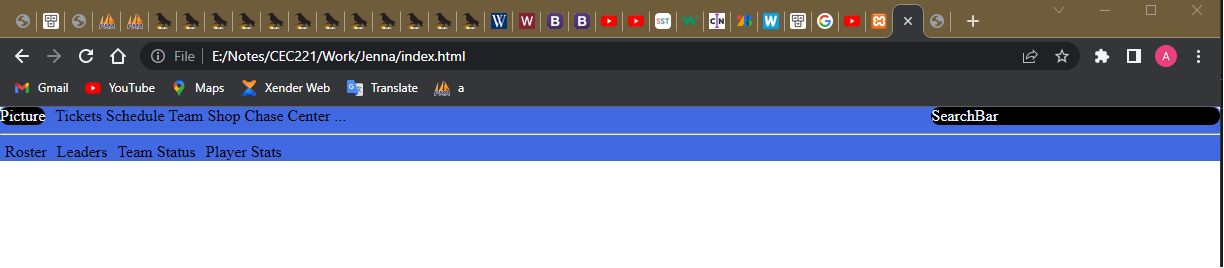 W W B B SST C|N W G
File E:/Notes/CEC221/Work/Jenna/index.html A
Gmail YouTube Maps Xender Web Translate a
Picture Tickets Schedule Team Shop Chase Center ... SearchBar
Roster Leaders Team Status Player Stats